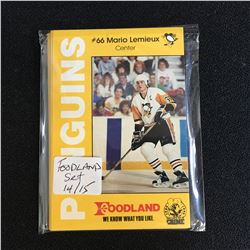 #66 Mario Lemieux
Center
PENGUINS
FOODLAND
SET
14/15
FOODLAND
WE KNOW WHAT YOU LIKE.